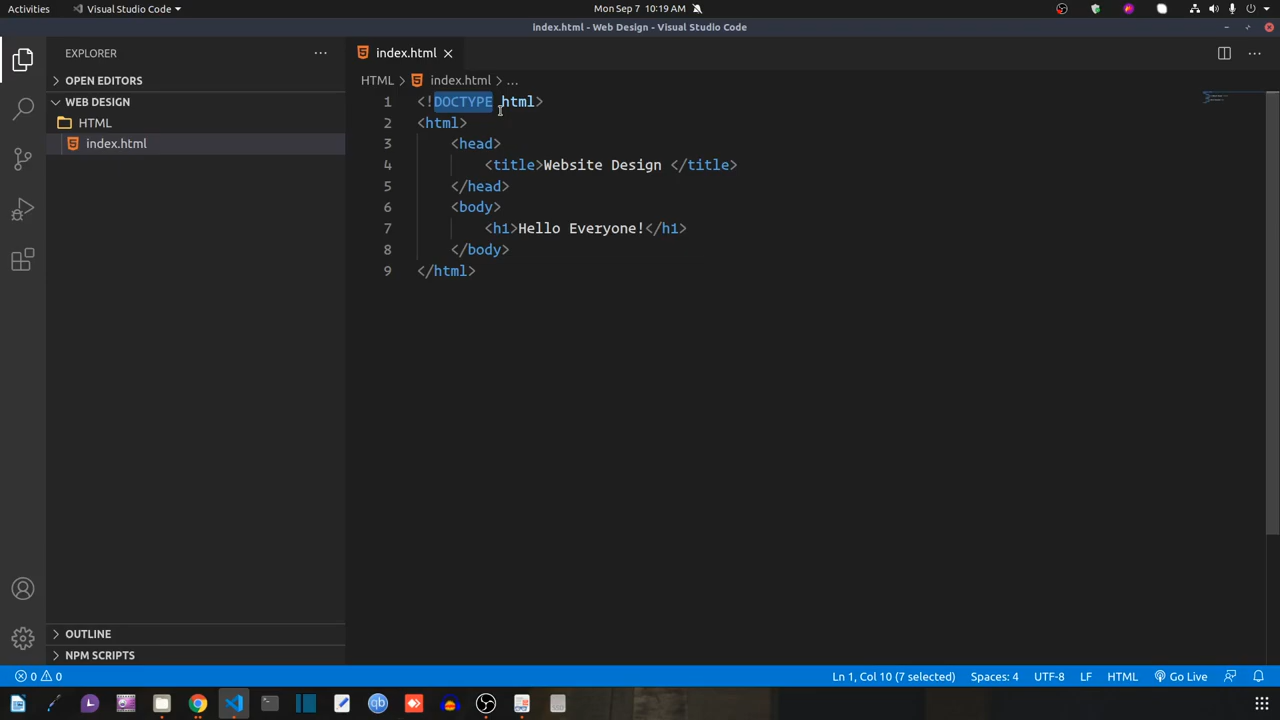 Activities
Visual Studio Code
Mon Sep 7 10:19 AM
index.html - Web Design - Visual Studio Code
EXPLORER
index.html
OPEN EDITORS
HTML
index.html
...
WEB DESIGN
HTML
index.html
1 <!DOCTYPE html>
2 <html>
3 <head>
4 <title>Website Design </title>
5 </head>
6 <body>
7 <h1>Hello Everyone!</h1>
8 </body>
9 </html>
OUTLINE
NPM SCRIPTS
0 0
Ln 1, Col 10 (7 selected)
Spaces: 4
UTF-8
LF
HTML
Go Live